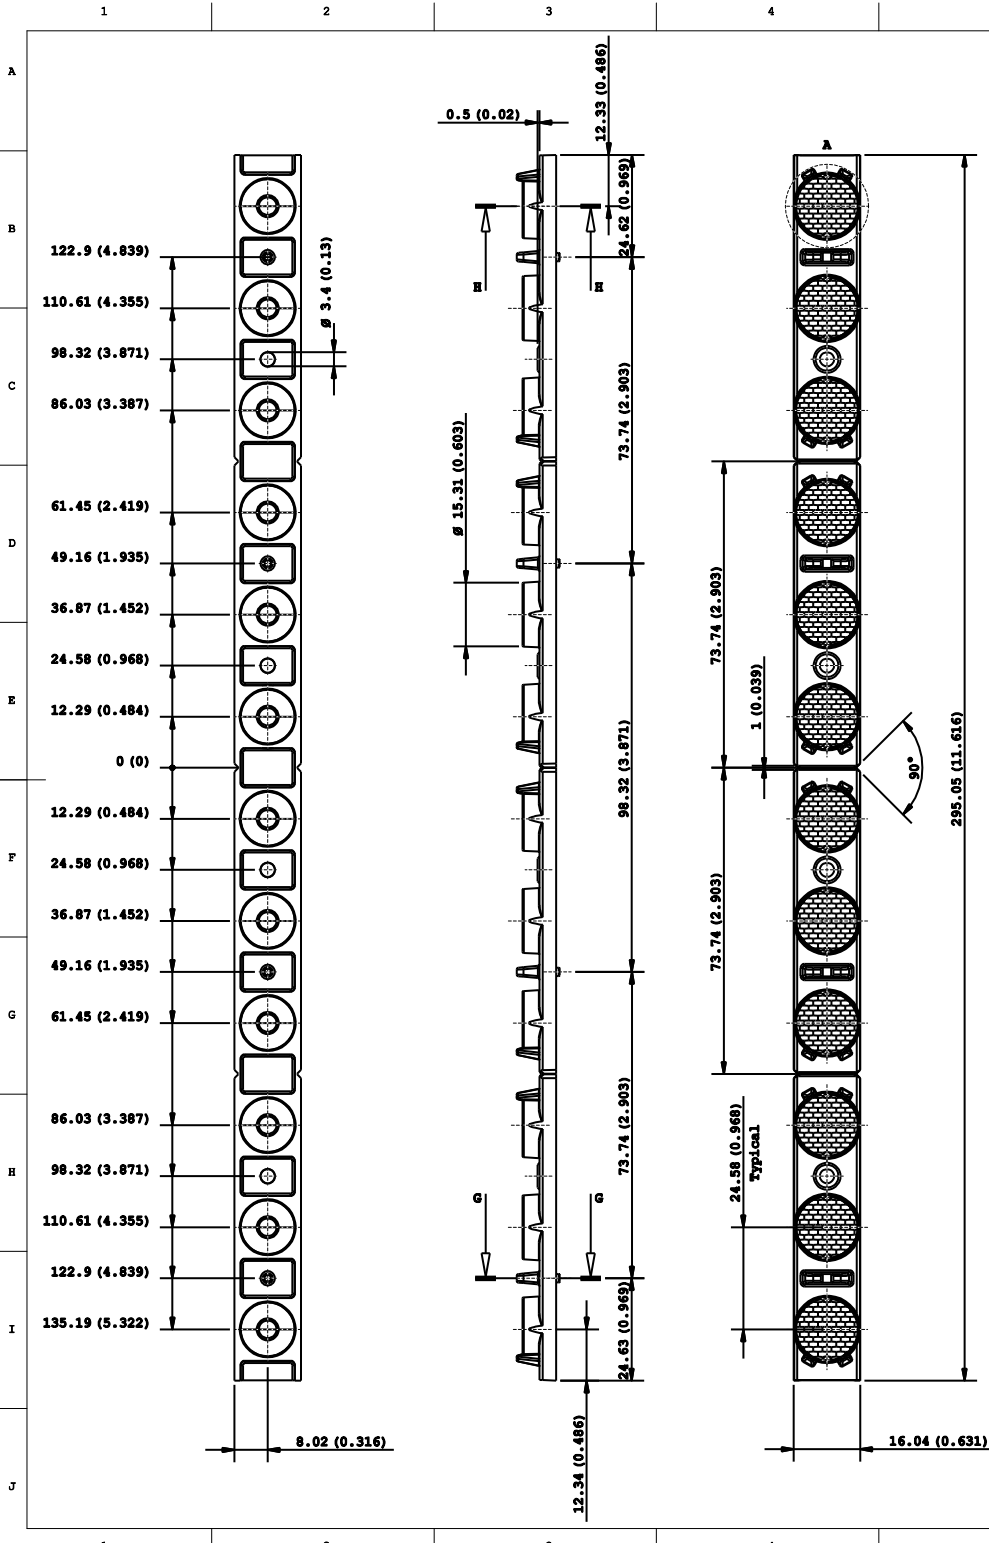 1 2 3 4
A
B
C
D
E
F
G
H
I
J
122.9 (4.839)
110.61 (4.355)
98.32 (3.871)
86.03 (3.387)
61.45 (2.419)
49.16 (1.935)
36.87 (1.452)
24.58 (0.968)
12.29 (0.484)
0 (0)
12.29 (0.484)
24.58 (0.968)
36.87 (1.452)
49.16 (1.935)
61.45 (2.419)
86.03 (3.387)
98.32 (3.871)
110.61 (4.355)
122.9 (4.839)
135.19 (5.322)
Ø 3.4 (0.13)
8.02 (0.316)
0.5 (0.02)
12.33 (0.486)
24.62 (0.969)
H H
73.74 (2.903)
Ø 15.31 (0.603)
98.32 (3.871)
73.74 (2.903)
G G
24.63 (0.969)
12.34 (0.486)
A
73.74 (2.903)
1 (0.039)
90°
295.05 (11.616)
73.74 (2.903)
24.58 (0.968)
Typical
16.04 (0.631)